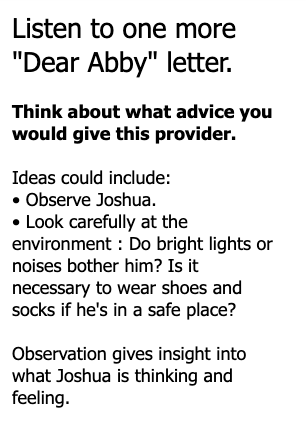 Listen to one more
"Dear Abby" letter.
Think about what advice you
would give this provider.
Ideas could include:
• Observe Joshua.
• Look carefully at the
environment : Do bright lights or
noises bother him? Is it
necessary to wear shoes and
socks if he's in a safe place?
Observation gives insight into
what Joshua is thinking and
feeling.